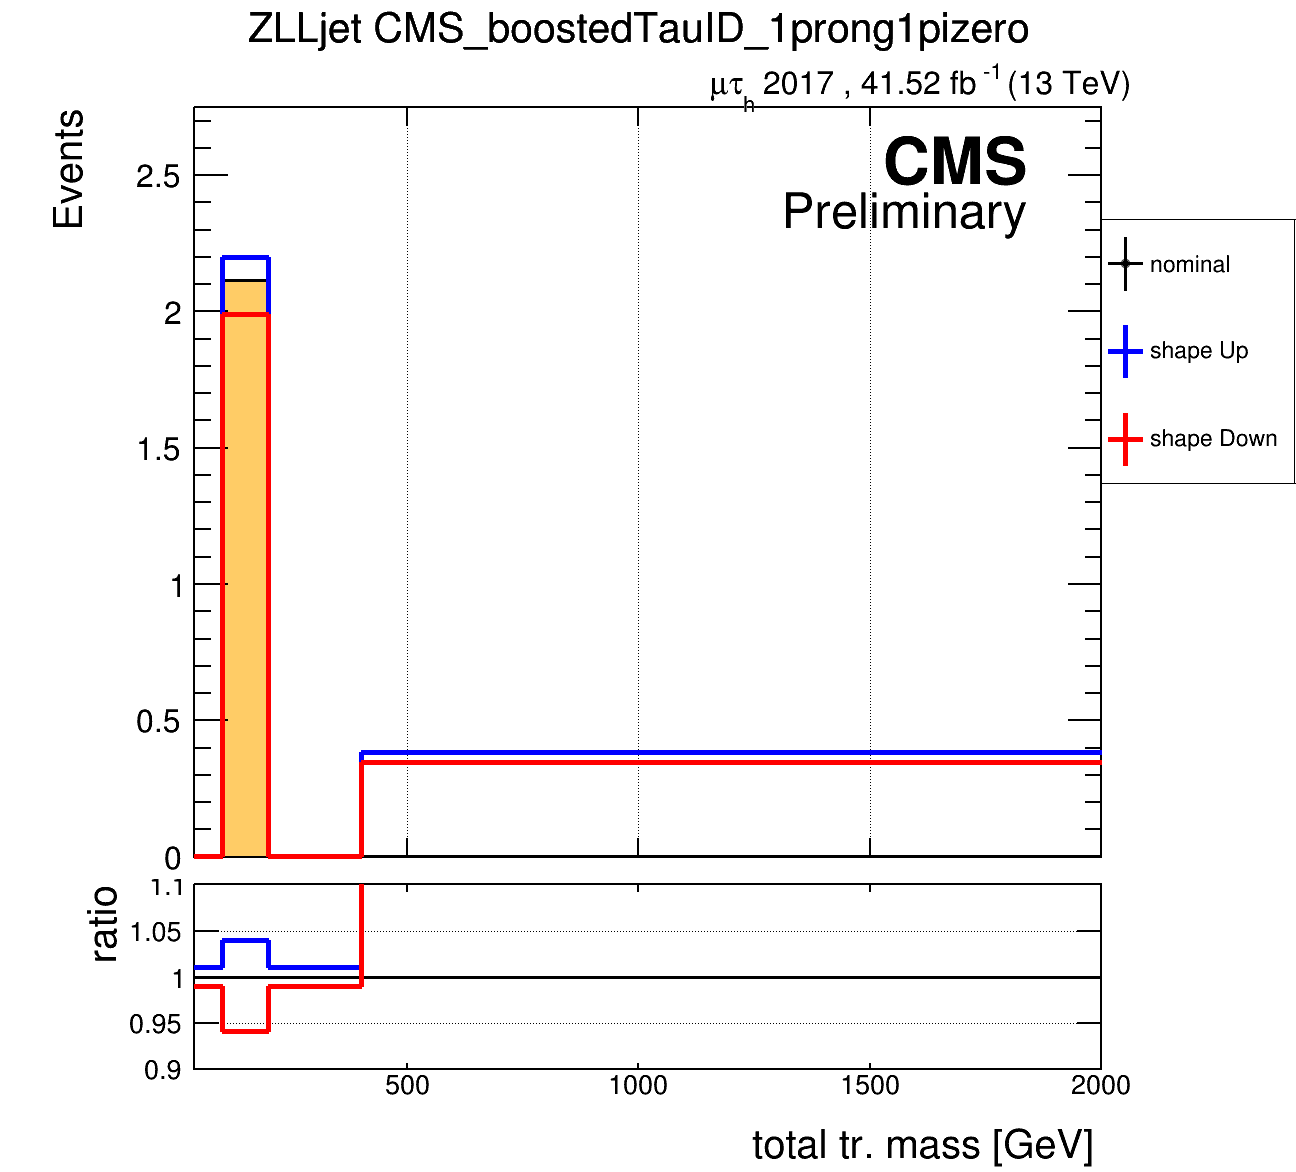 ZLLjet CMS_boostedTauID_1prong1pizero
μτh 2017 , 41.52 fb-1 (13 TeV)
Events
CMS
Preliminary
2.5
2
1.5
1
0.5
0
nominal
shape Up
shape Down
ratio
1.1
1.05
1
0.95
0.9
500 1000 1500 2000
total tr. mass [GeV]